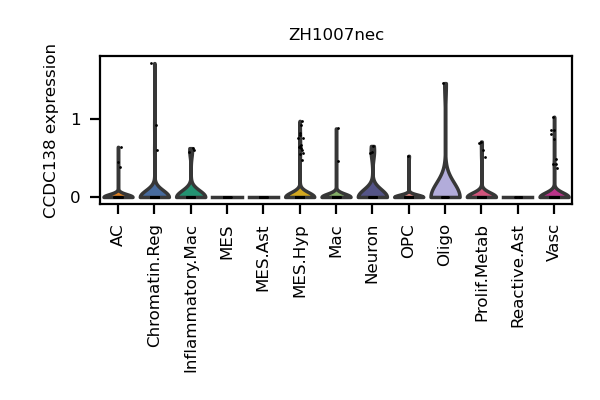 ZH1007nec
CCDC138 expression
1
0
AC
Chromatin.Reg
Inflammatory.Mac
MES
MES.Ast
MES.Hyp
Mac
Neuron
OPC
Oligo
Prolif.Metab
Reactive.Ast
Vasc